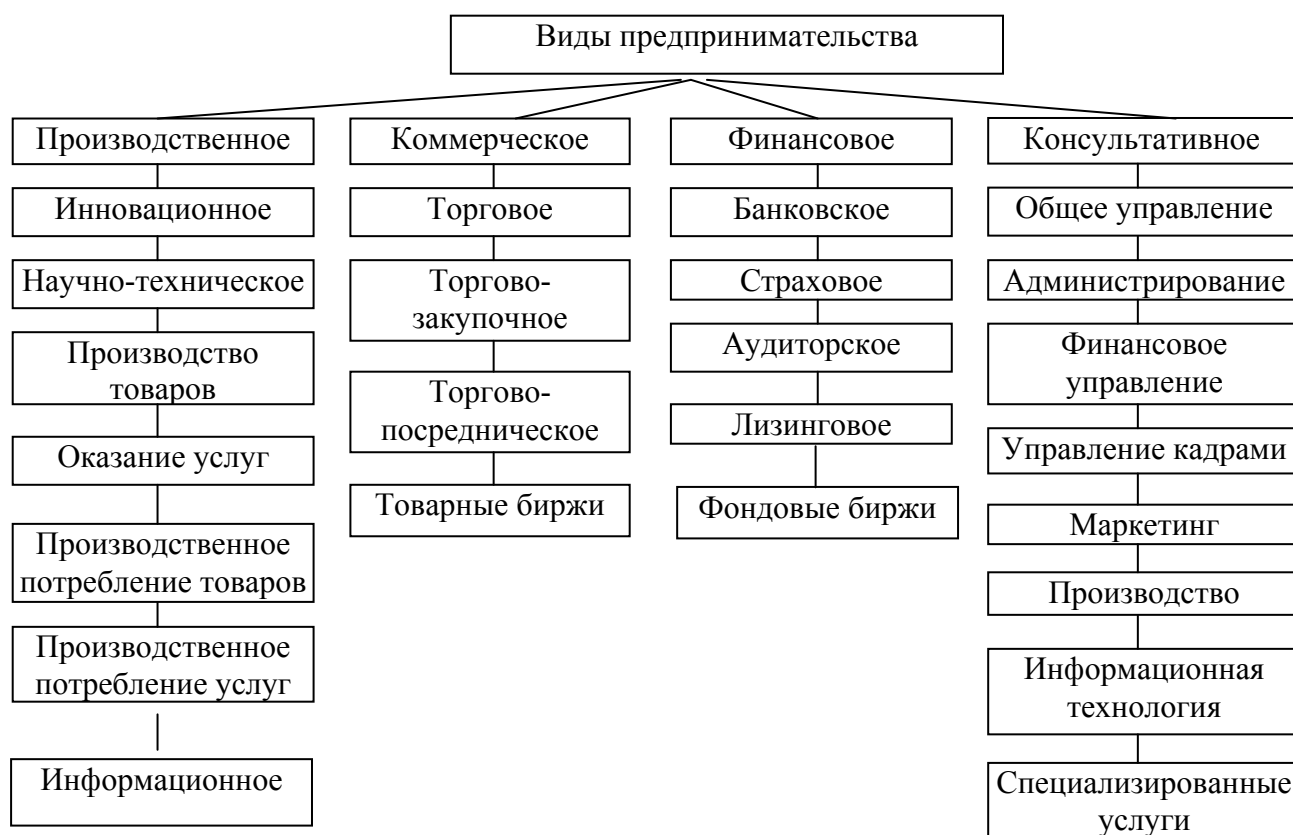 Виды предпринимательства
Производственное
Инновационное
Научно-техническое
Производство
товаров
Оказание услуг
Производственное
потребление товаров
Производственное
потребление услуг
Информационное
Коммерческое
Торговое
Торгово-
закупочное
Торгово-
посредническое
Товарные биржи
Финансовое
Банковское
Страховое
Аудиторское
Лизинговое
Фондовые биржи
Консультативное
Общее управление
Администрирование
Финансовое
управление
Управление кадрами
Маркетинг
Производство
Информационная
технология
Специализированные
услуги